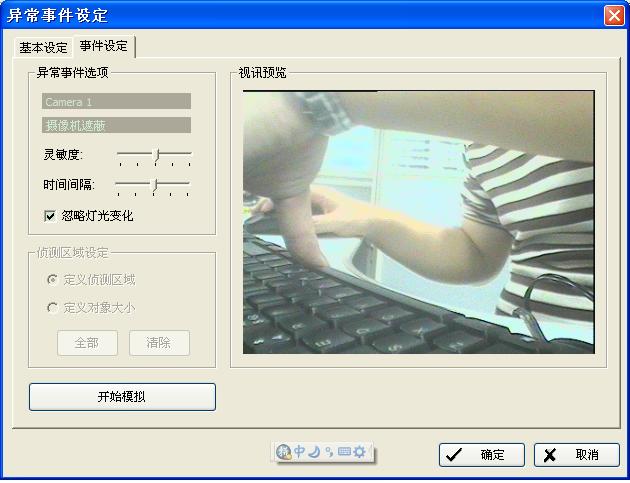 异常事件设定
基本设定 事件设定
异常事件选项
Camera 1
摄像机遮蔽
灵敏度:
时间间隔:
忽略灯光变化
侦测区域设定
定义侦测区域
定义对象大小
全部 清除
开始模拟
视讯预览
中
确定 取消